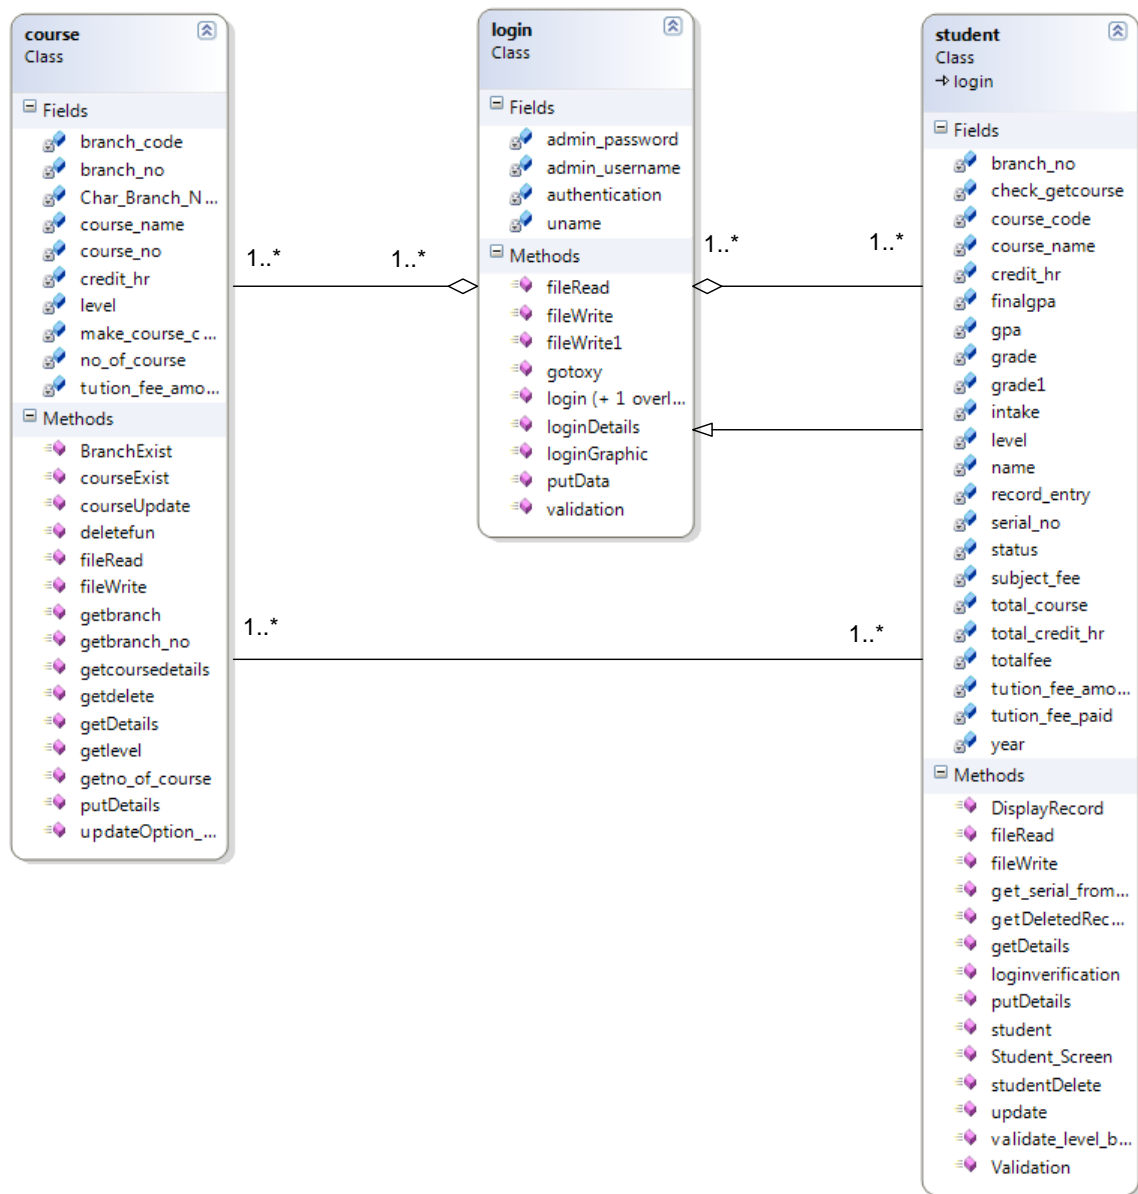 course
Class
Fields
branch_code
branch_no
Char_Branch_N...
course_name
course_no
credit_hr
level
make_course_c...
no_of_course
tution_fee_amo...
Methods
BranchExist
courseExist
courseUpdate
deletefun
fileRead
fileWrite
getbranch
getbranch_no
getcoursedetails
getdelete
getDetails
getlevel
getno_of_course
putDetails
updateOption_...
1..*
1..*
login
Class
Fields
admin_password
admin_username
authentication
uname
Methods
fileRead
fileWrite
fileWrite1
gotoxy
login (+ 1 overl...
loginDetails
loginGraphic
putData
validation
1..*
1..*
1..*
1..*
student
Class
login
Fields
branch_no
check_getcourse
course_code
course_name
credit_hr
finalgpa
gpa
grade
grade1
intake
level
name
record_entry
serial_no
status
subject_fee
total_course
total_credit_hr
totalfee
tution_fee_amo...
tution_fee_paid
year
Methods
DisplayRecord
fileRead
fileWrite
get_serial_from...
getDeletedRec...
getDetails
loginverification
putDetails
student
Student_Screen
studentDelete
update
validate_level_b...
Validation